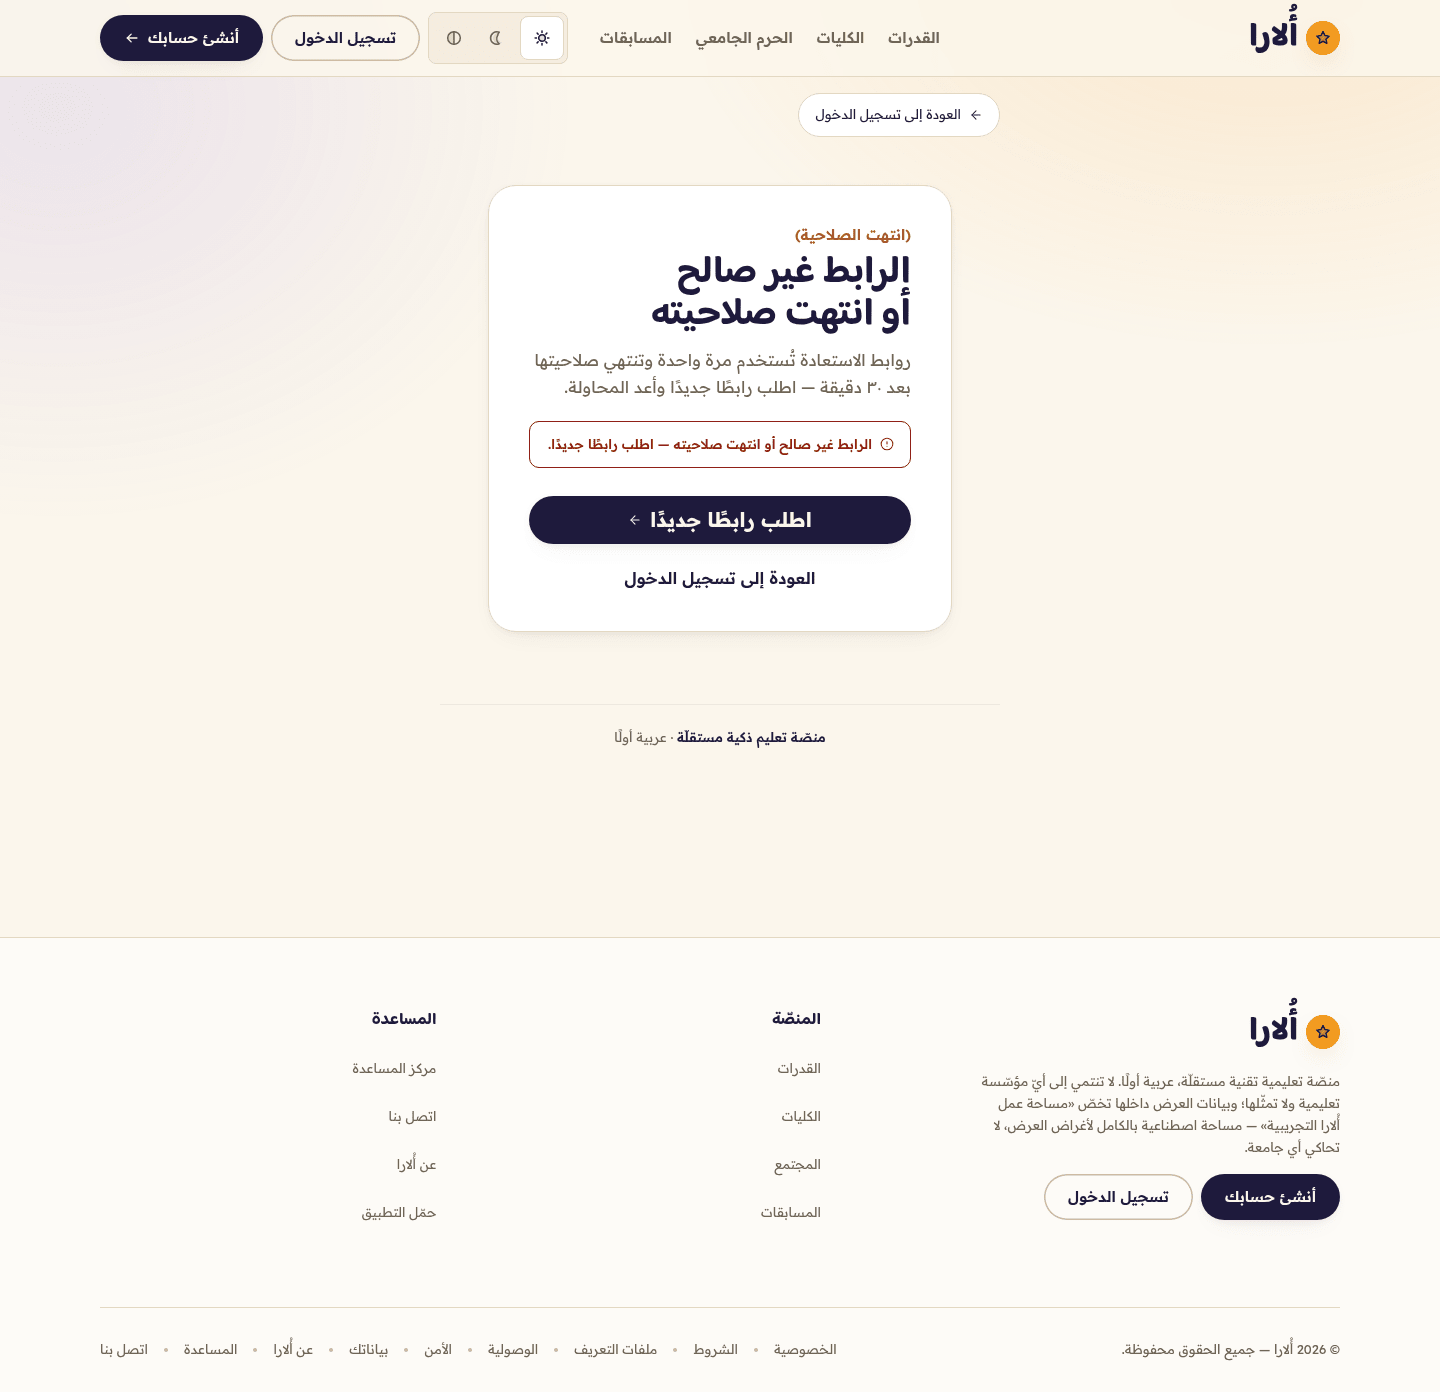 ألارا
القدرات
الكليات
الحرم الجامعي
المسابقات
تسجيل الدخول
أنشئ حسابك
العودة إلى تسجيل الدخول
(انتهت الصلاحية)
الرابط غير صالح
أو انتهت صلاحيته
روابط الاستعادة تُستخدم مرة واحدة وتنتهي صلاحيتها
بعد ٣٠ دقيقة — اطلب رابطًا جديدًا وأعد المحاولة.
الرابط غير صالح أو انتهت صلاحيته — اطلب رابطًا جديدًا.
اطلب رابطًا جديدًا
العودة إلى تسجيل الدخول
منصّة تعليم ذكية مستقلّة · عربية أولًا
أُلارا
منصّة تعليمية تقنية مستقلّة، عربية أولًا. لا تنتمي إلى أيّ مؤسّسة
تعليمية ولا تمثّلها؛ وبيانات العرض داخلها تخصّ «مساحة عمل
أُلارا التجريبية» — مساحة اصطناعية بالكامل لأغراض العرض، لا
تحاكي أي جامعة.
أنشئ حسابك
تسجيل الدخول
المنصّة
القدرات
الكليات
المجتمع
المسابقات
المساعدة
مركز المساعدة
اتصل بنا
عن أُلارا
حمّل التطبيق
© 2026 أُلارا — جميع الحقوق محفوظة.
الخصوصية • الشروط • ملفات التعريف • الوصولية • الأمن • بياناتك • عن أُلارا • المساعدة • اتصل بنا